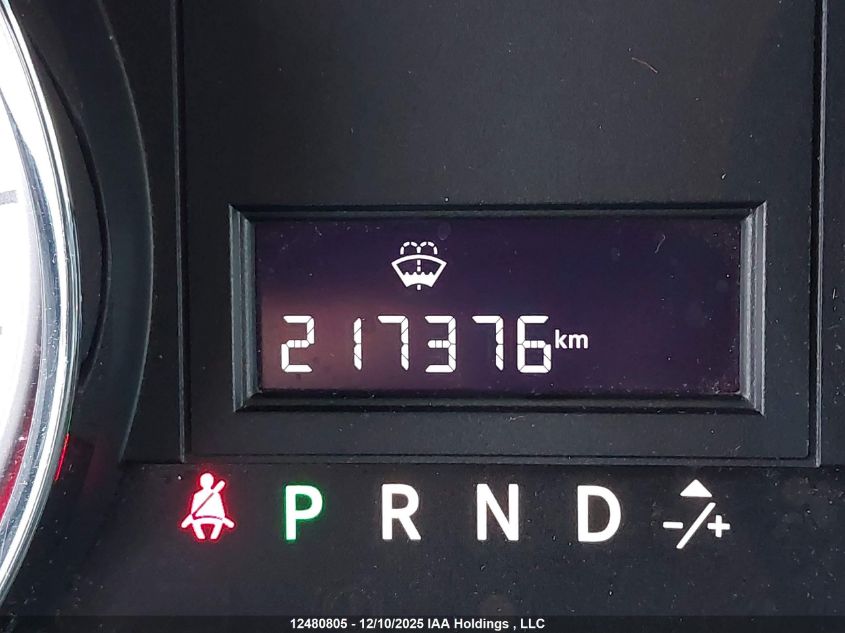 217376km
P R N D -/+
12480805 - 12/10/2025 IAA Holdings , LLC